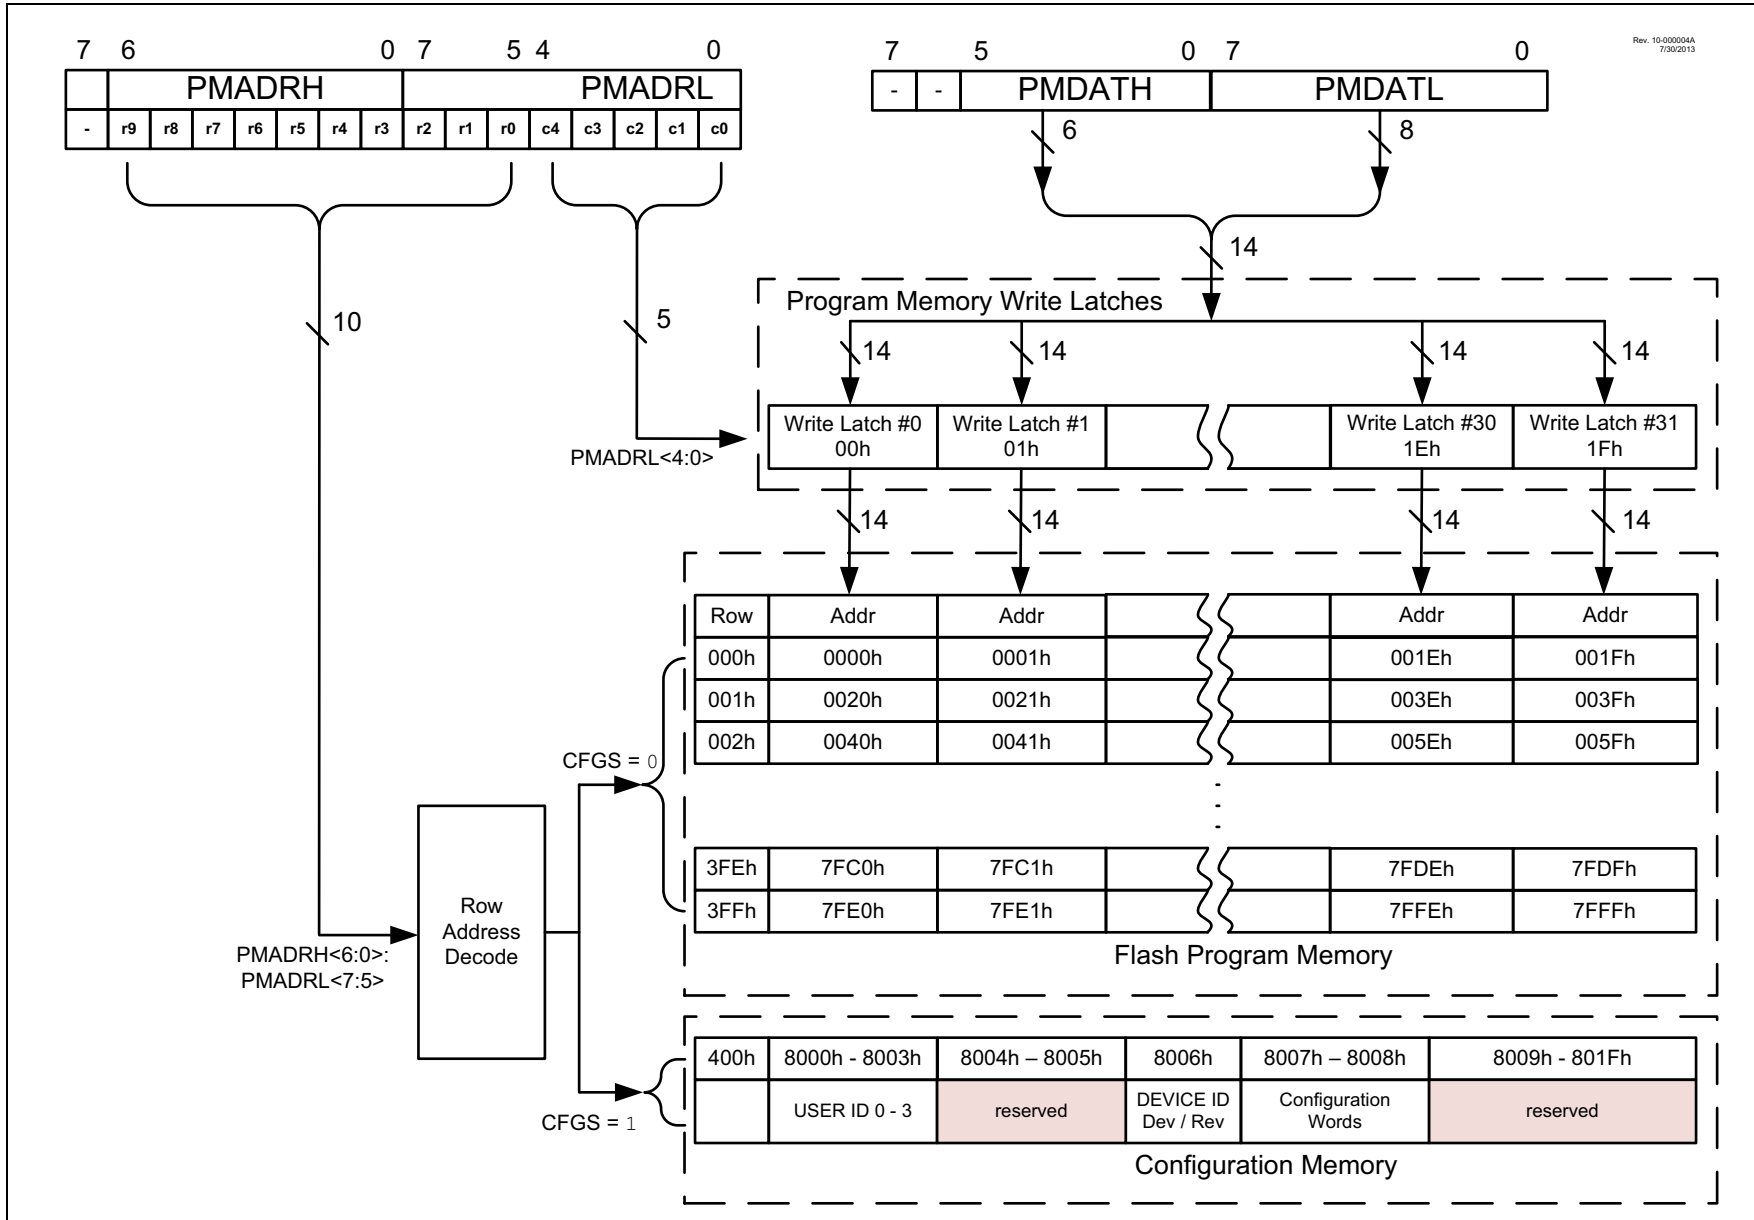 Rev. 10-000004A
7/30/2013
7 6 0 7 5 4 0
7 5 0 7 0
PMADRH PMADRL
- - PMDATH PMDATL
- r9 r8 r7 r6 r5 r4 r3 r2 r1 r0 c4 c3 c2 c1 c0
6 8
14
10 5
Program Memory Write Latches
14 14 14 14
Write Latch #0
00h
Write Latch #1
01h
Write Latch #30
1Eh
Write Latch #31
1Fh
PMADRL<4:0>
14 14 14 14
Row Addr Addr Addr Addr
000h 0000h 0001h 001Eh 001Fh
001h 0020h 0021h 003Eh 003Fh
002h 0040h 0041h 005Eh 005Fh
CFGS = 0
3FEh 7FC0h 7FC1h 7FDEh 7FDFh
3FFh 7FE0h 7FE1h 7FFEh 7FFFh
Row
Address
Decode
PMADRH<6:0>:
PMADRL<7:5>
Flash Program Memory
400h 8000h - 8003h 8004h – 8005h 8006h 8007h – 8008h 8009h - 801Fh
USER ID 0 - 3
reserved
DEVICE ID
Dev / Rev
Configuration
Words
reserved
CFGS = 1
Configuration Memory